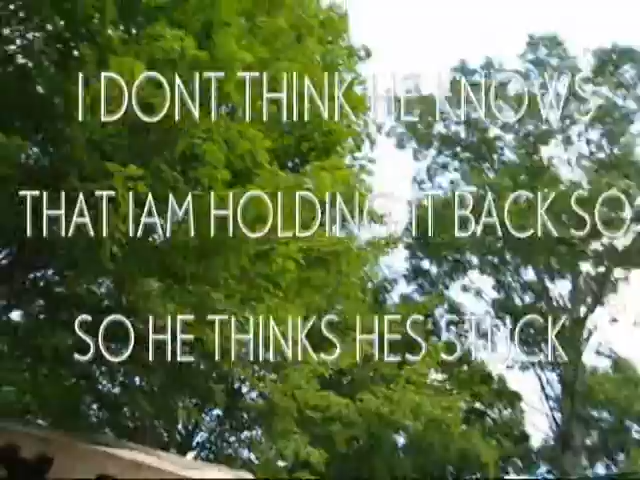 I DONT THINK HE KNOWS
THAT IAM HOLDING IT BACK SO
SO HE THINKS HES STUCK